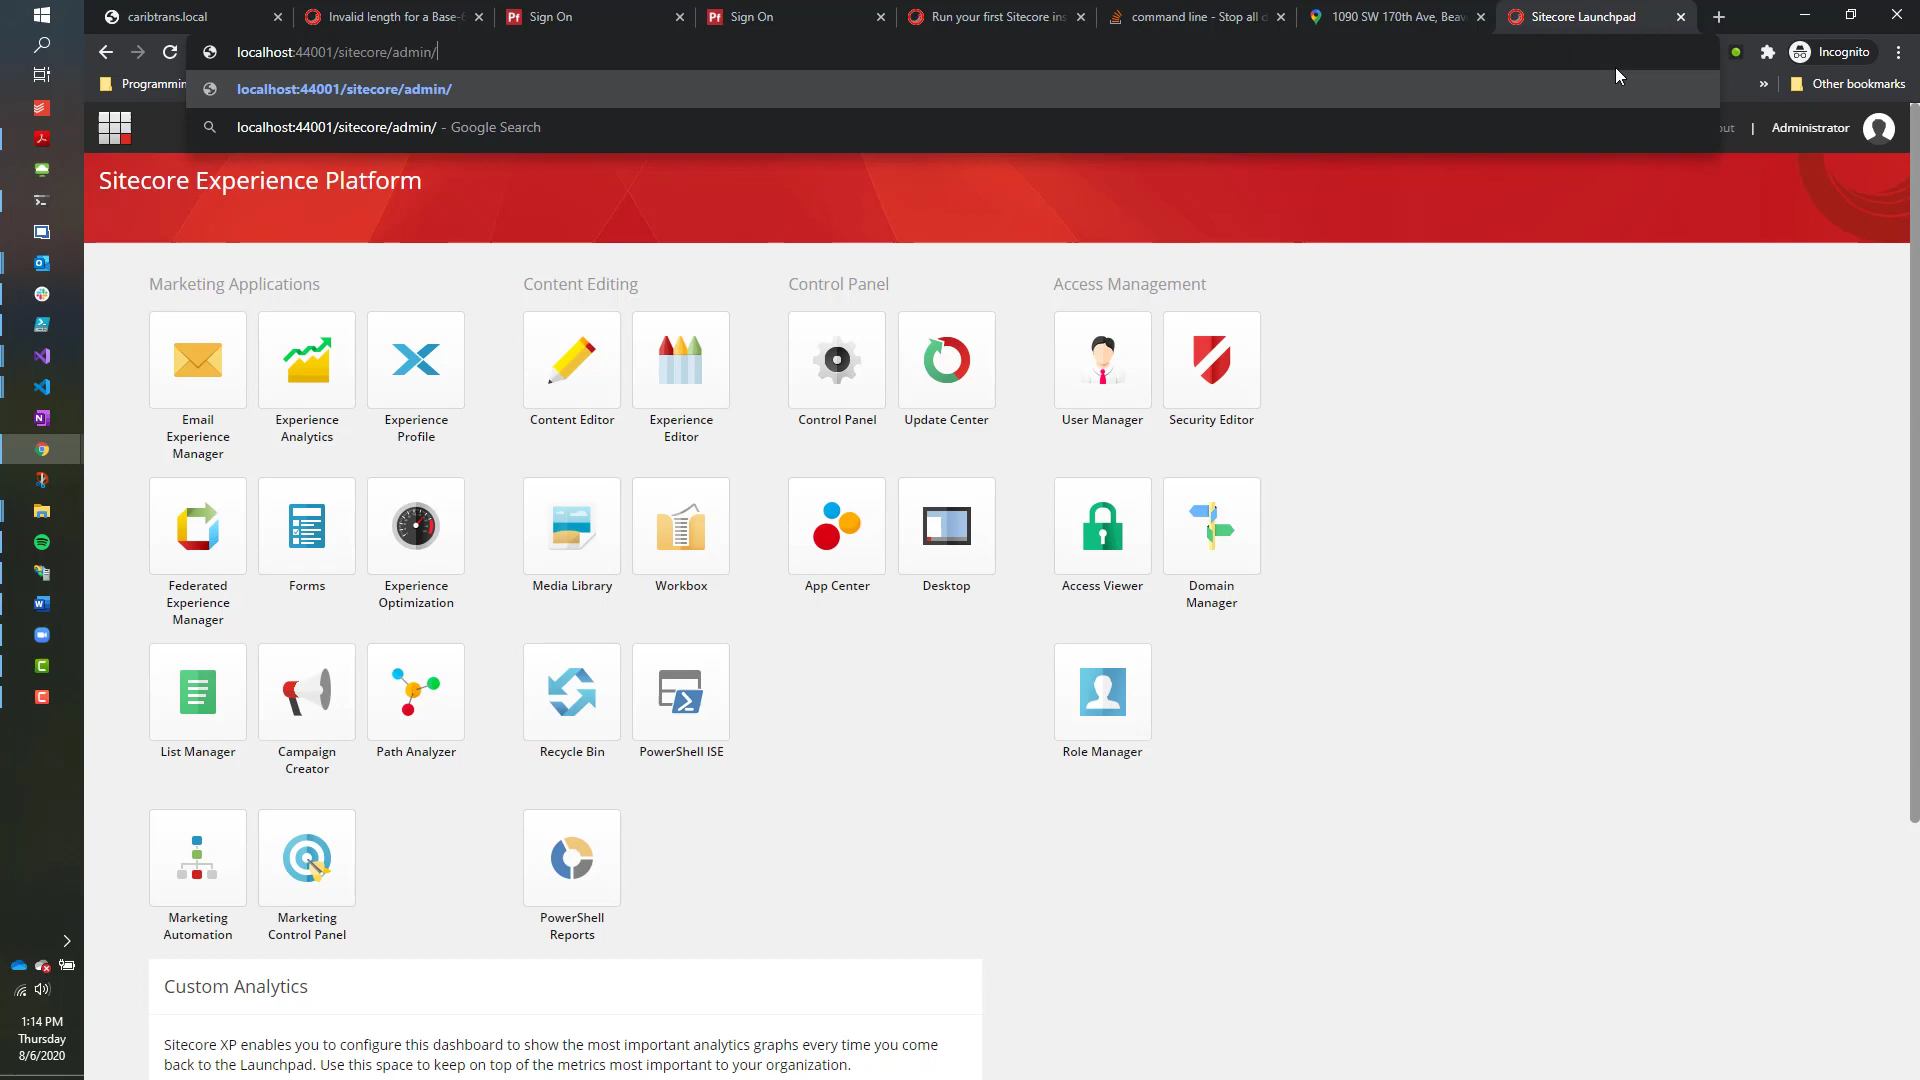 caribtrans.local
Invalid length for a Base-6
Sign On
Sign On
Run your first Sitecore ins
command line - Stop all d
1090 SW 170th Ave, Beav
Sitecore Launchpad
localhost:44001/sitecore/admin/
Incognito
Programmin
localhost:44001/sitecore/admin/
» Other bookmarks
localhost:44001/sitecore/admin/ - Google Search
out | Administrator
Sitecore Experience Platform
Marketing Applications
Email
Experience
Manager
Experience
Analytics
Experience
Profile
Federated
Experience
Manager
Forms
Experience
Optimization
List Manager
Campaign
Creator
Path Analyzer
Marketing
Automation
Marketing
Control Panel
Content Editing
Content Editor
Experience
Editor
Media Library
Workbox
Recycle Bin
PowerShell ISE
PowerShell
Reports
Control Panel
Control Panel
Update Center
App Center
Desktop
Access Management
User Manager
Security Editor
Access Viewer
Domain
Manager
Role Manager
Custom Analytics
Sitecore XP enables you to configure this dashboard to show the most important analytics graphs every time you come
back to the Launchpad. Use this space to keep on top of the metrics most important to your organization.
1:14 PM
Thursday
8/6/2020